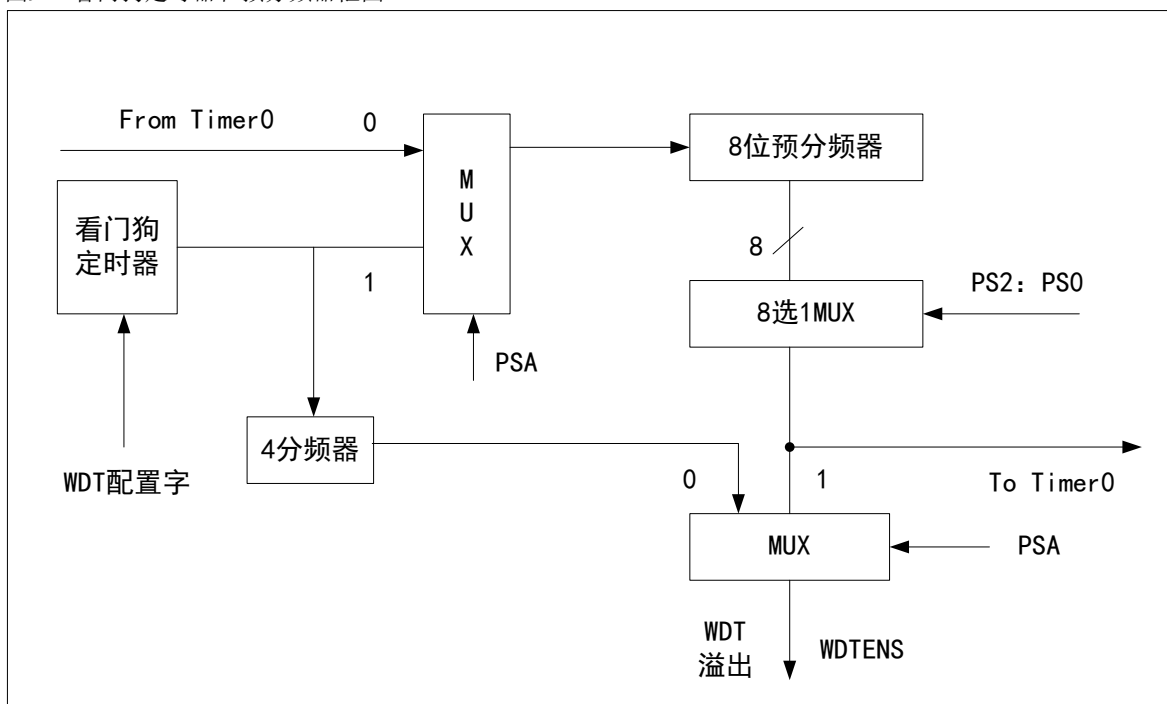 From Timer0
0
M
U
X
8位预分频器
看门狗
定时器
8
1
PS2：PS0
8选1MUX
PSA
4分频器
WDT配置字
0
1
To Timer0
MUX
PSA
WDT
溢出
WDTENS